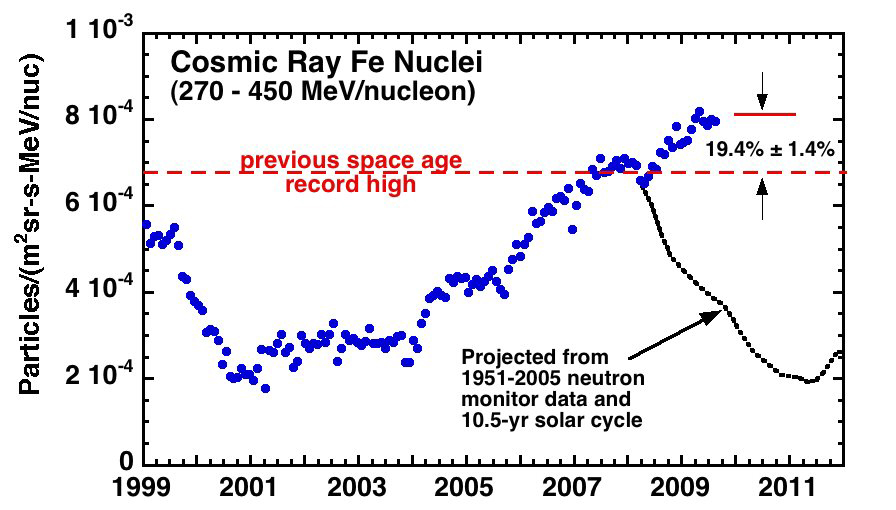 Cosmic Ray Fe Nuclei
(270 - 450 MeV/nucleon)
Particles/(m²sr-s-MeV/nuc)
1 10⁻³
8 10⁻⁴
6 10⁻⁴
4 10⁻⁴
2 10⁻⁴
0
previous space age
record high
19.4% ± 1.4%
Projected from
1951-2005 neutron
monitor data and
10.5-yr solar cycle
1999 2001 2003 2005 2007 2009 2011